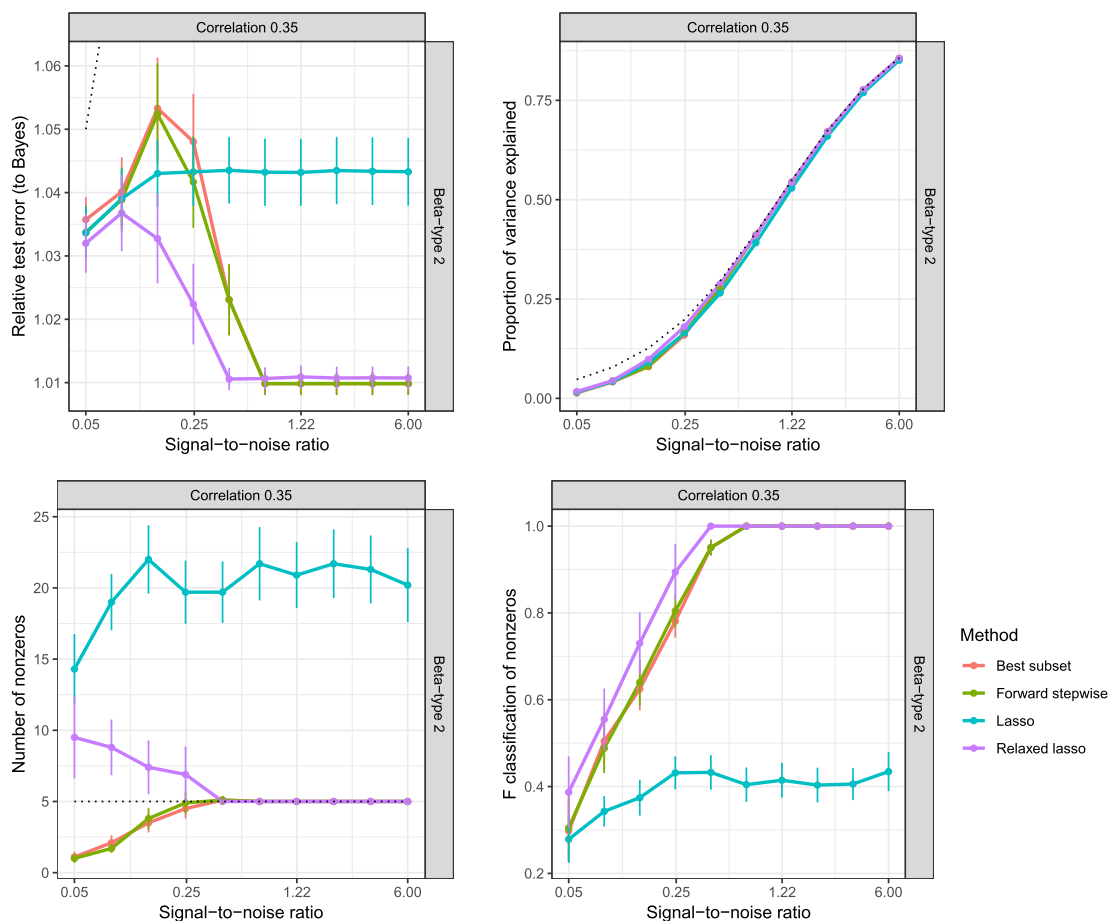 Correlation 0.35
Relative test error (to Bayes)
1.06
1.05
1.04
1.03
1.02
1.01
0.05
0.25
1.22
6.00
Signal−to−noise ratio
Beta−type 2
Correlation 0.35
Proportion of variance explained
0.75
0.50
0.25
0.00
0.05
0.25
1.22
6.00
Signal−to−noise ratio
Beta−type 2
Correlation 0.35
Number of nonzeros
25
20
15
10
5
0
0.05
0.25
1.22
6.00
Signal−to−noise ratio
Beta−type 2
Correlation 0.35
F classification of nonzeros
1.0
0.8
0.6
0.4
0.2
0.05
0.25
1.22
6.00
Signal−to−noise ratio
Beta−type 2
Method
Best subset
Forward stepwise
Lasso
Relaxed lasso